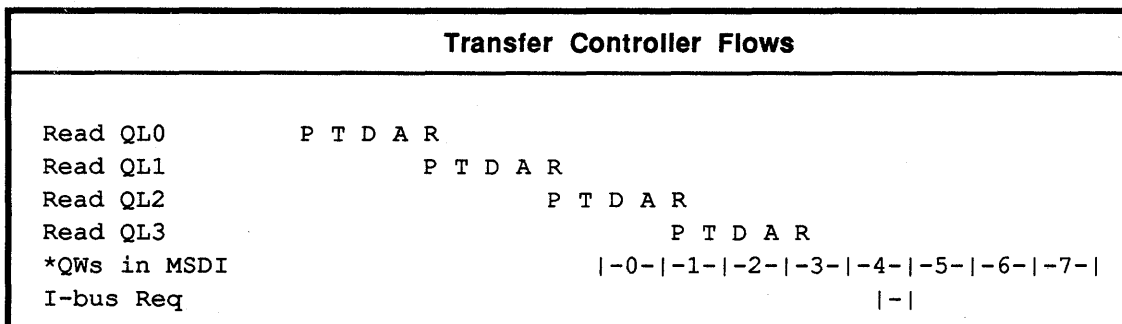 Transfer Controller Flows
Read QL0 P T D A R
Read QL1 P T D A R
Read QL2 P T D A R
Read QL3 P T D A R
*QWs in MSDI |-0-|-1-|-2-|-3-|-4-|-5-|-6-|-7-|
I-bus Req |-|